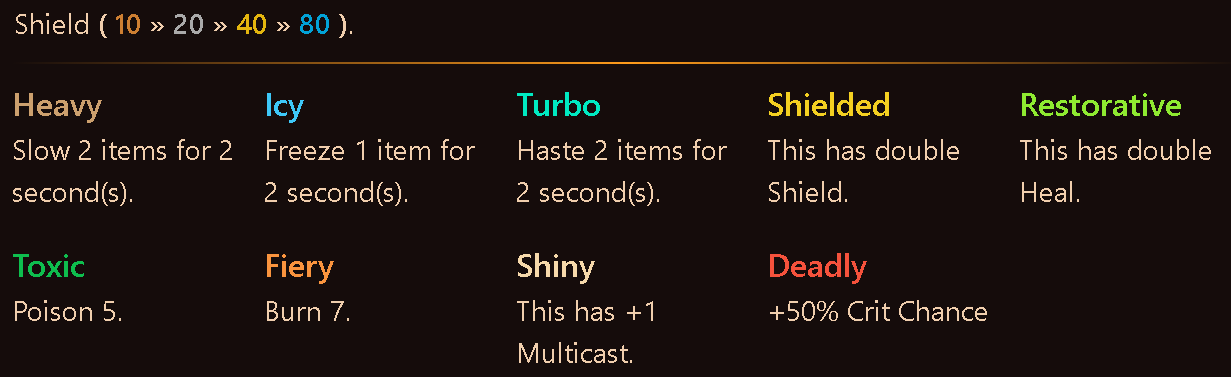 Shield ( 10 » 20 » 40 » 80 ).
Heavy
Slow 2 items for 2
second(s).
Icy
Freeze 1 item for
2 second(s).
Turbo
Haste 2 items for
2 second(s).
Shielded
This has double
Shield.
Restorative
This has double
Heal.
Toxic
Poison 5.
Fiery
Burn 7.
Shiny
This has +1
Multicast.
Deadly
+50% Crit Chance